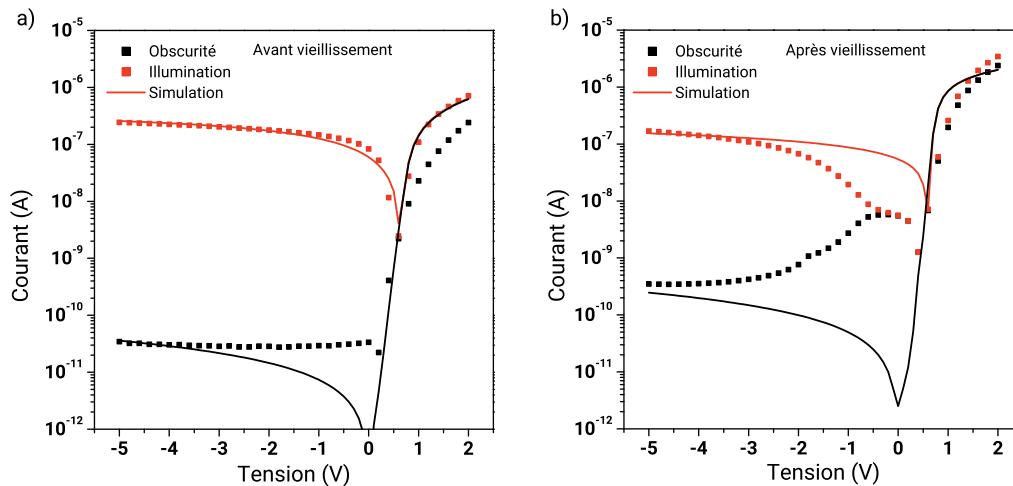 a)
Avant vieillissement
Obscurité
Illumination
Simulation
Courant (A)
10⁻⁵
10⁻⁶
10⁻⁷
10⁻⁸
10⁻⁹
10⁻¹⁰
10⁻¹¹
10⁻¹²
-5 -4 -3 -2 -1 0 1 2
Tension (V)
b)
Après vieillissement
Obscurité
Illumination
Simulation
Courant (A)
10⁻⁵
10⁻⁶
10⁻⁷
10⁻⁸
10⁻⁹
10⁻¹⁰
10⁻¹¹
10⁻¹²
-5 -4 -3 -2 -1 0 1 2
Tension (V)